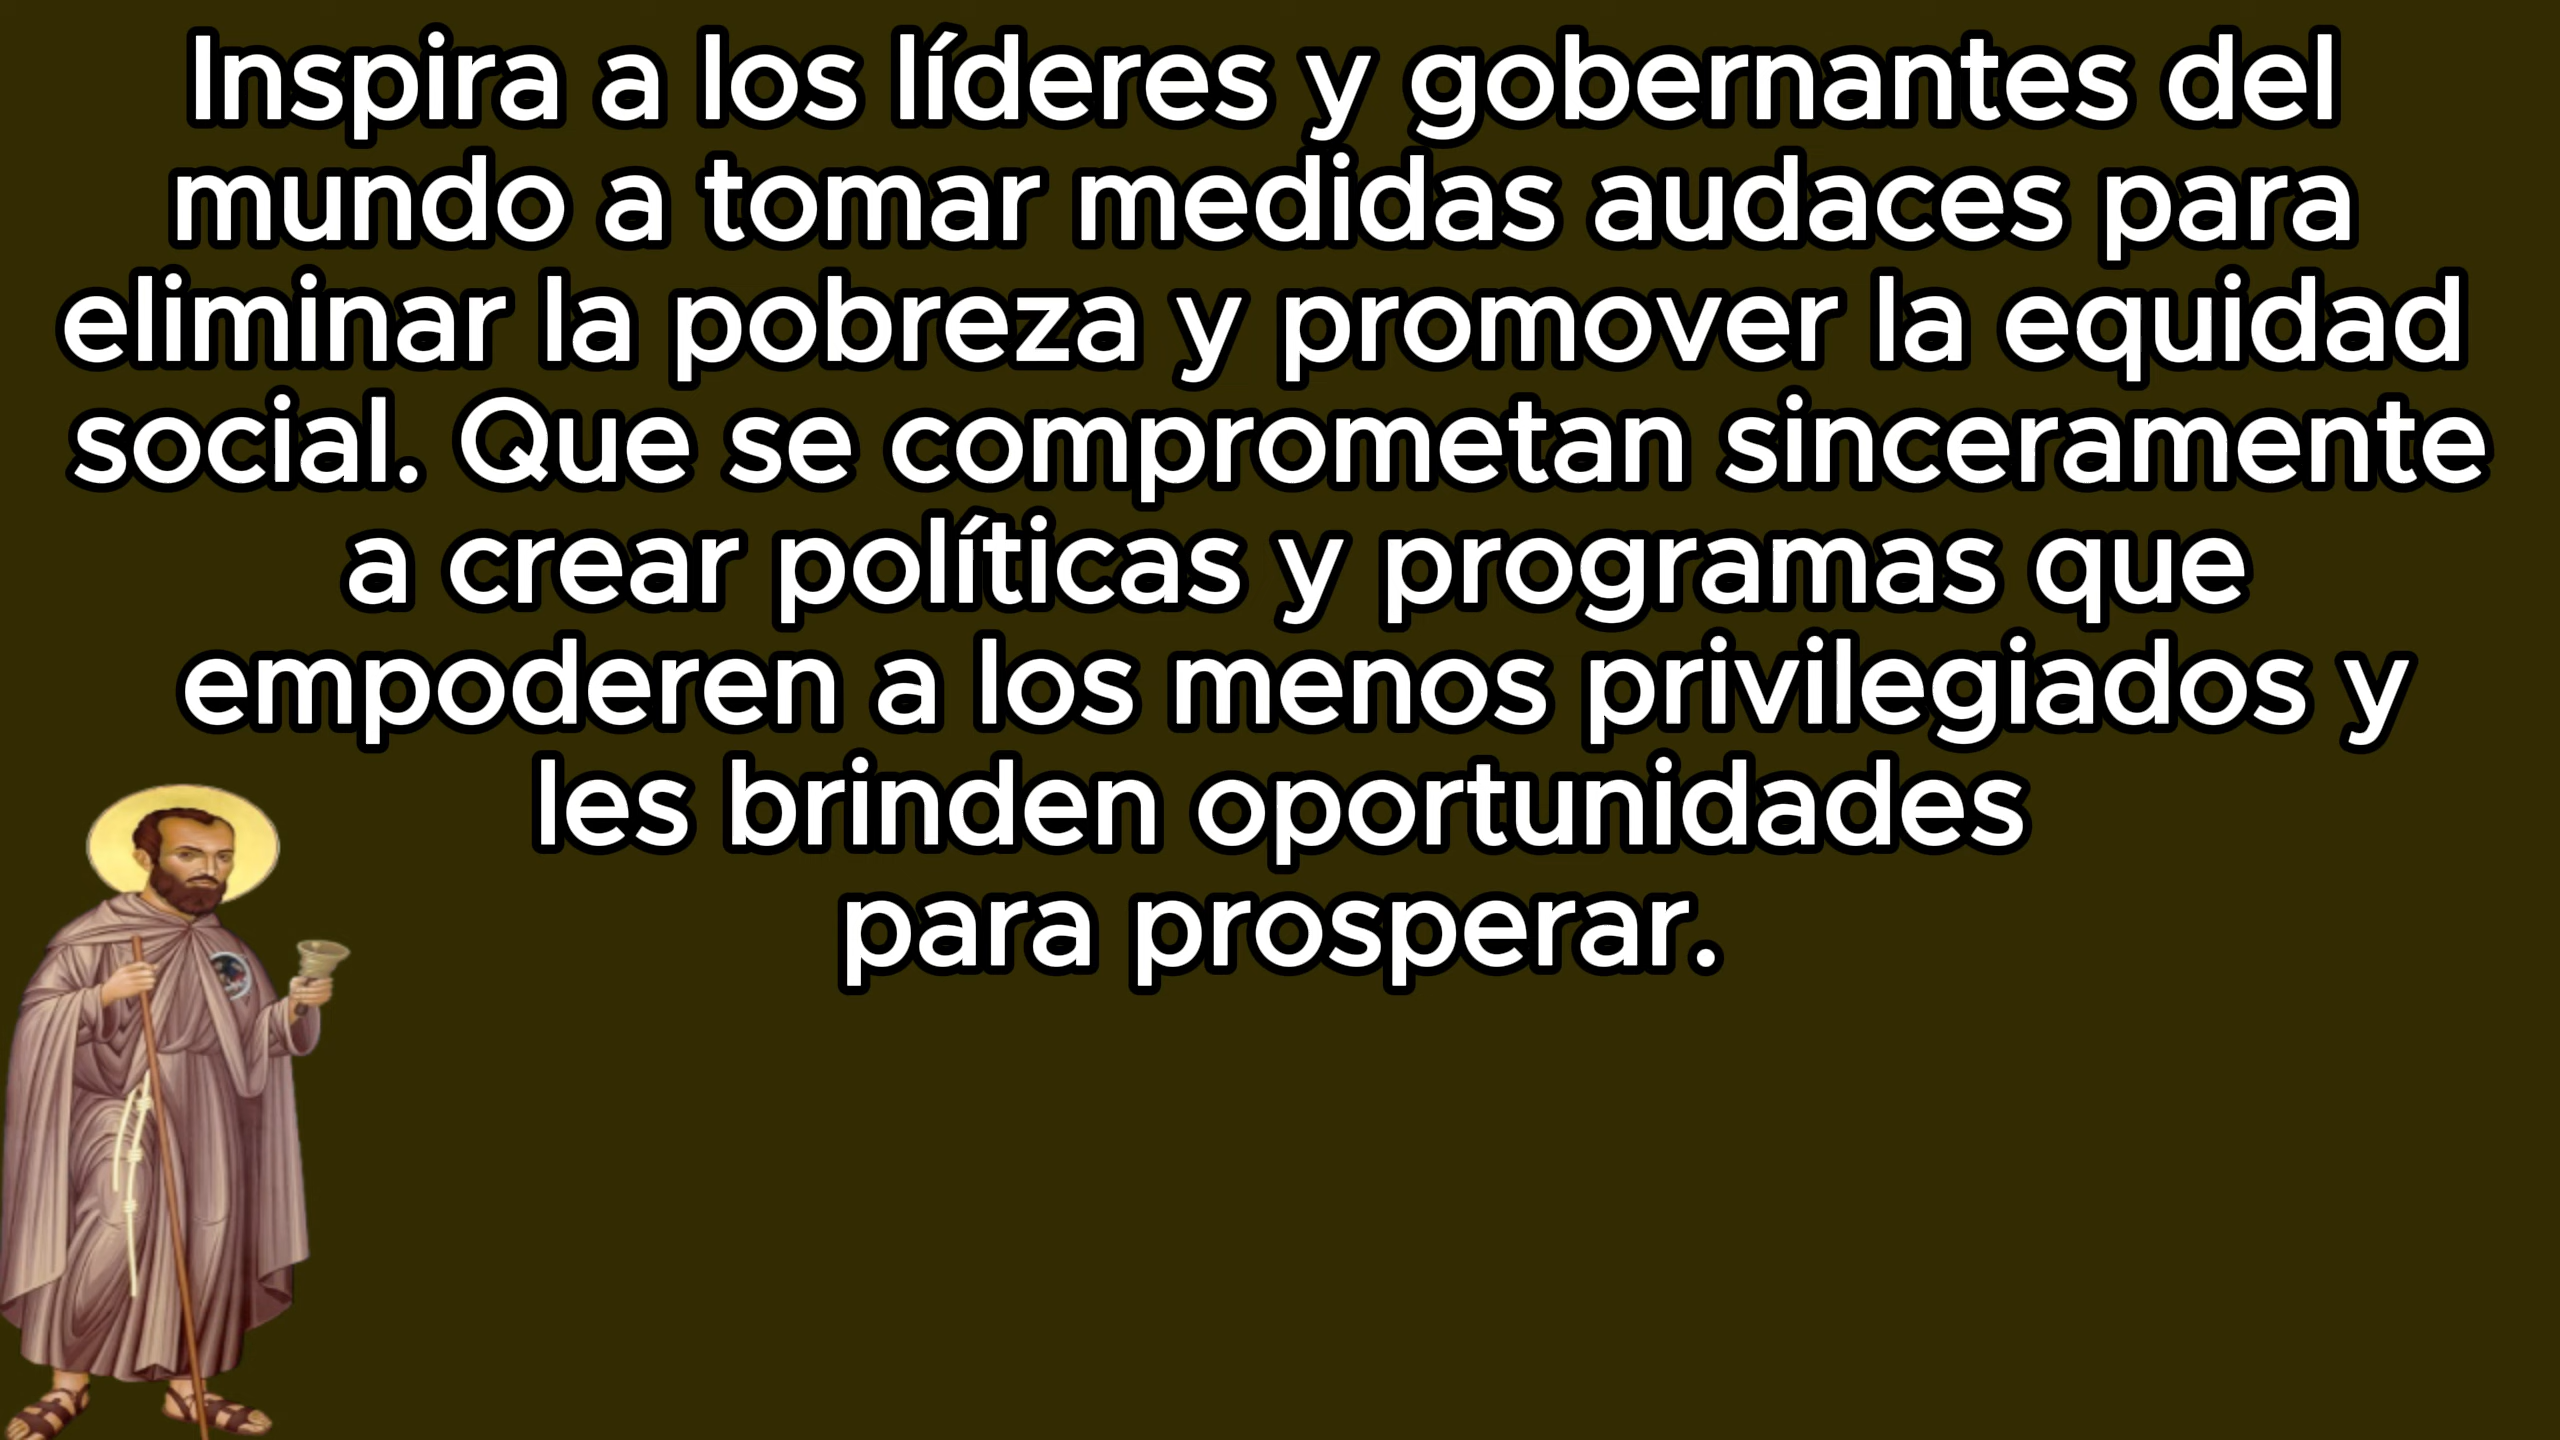 Inspira a los líderes y gobernantes del
mundo a tomar medidas audaces para
eliminar la pobreza y promover la equidad
social. Que se comprometan sinceramente
a crear políticas y programas que
empoderen a los menos privilegiados y
les brinden oportunidades
para prosperar.